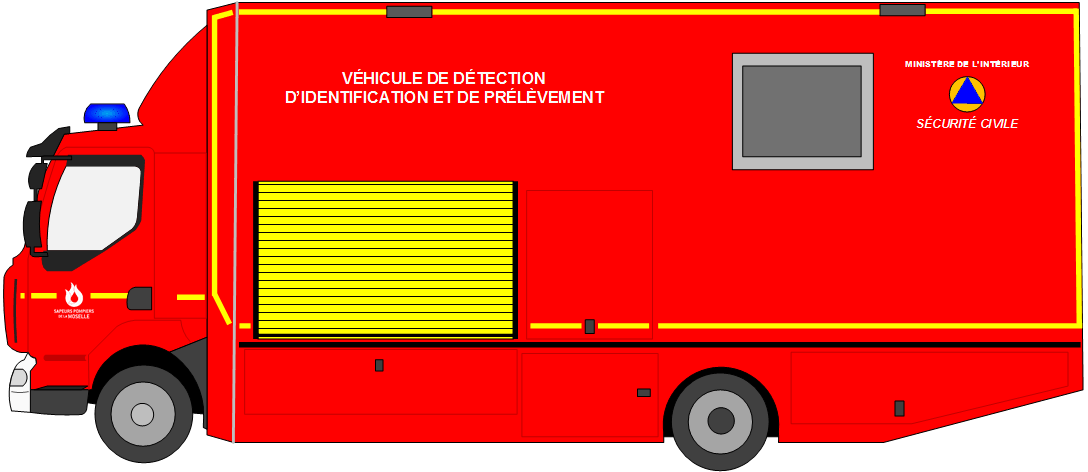 VÉHICULE DE DÉTECTION
D'IDENTIFICATION ET DE PRÉLÈVEMENT
MINISTÈRE DE L'INTÉRIEUR
SÉCURITÉ CIVILE
SAPEURS POMPIERS
DE LA MOSELLE